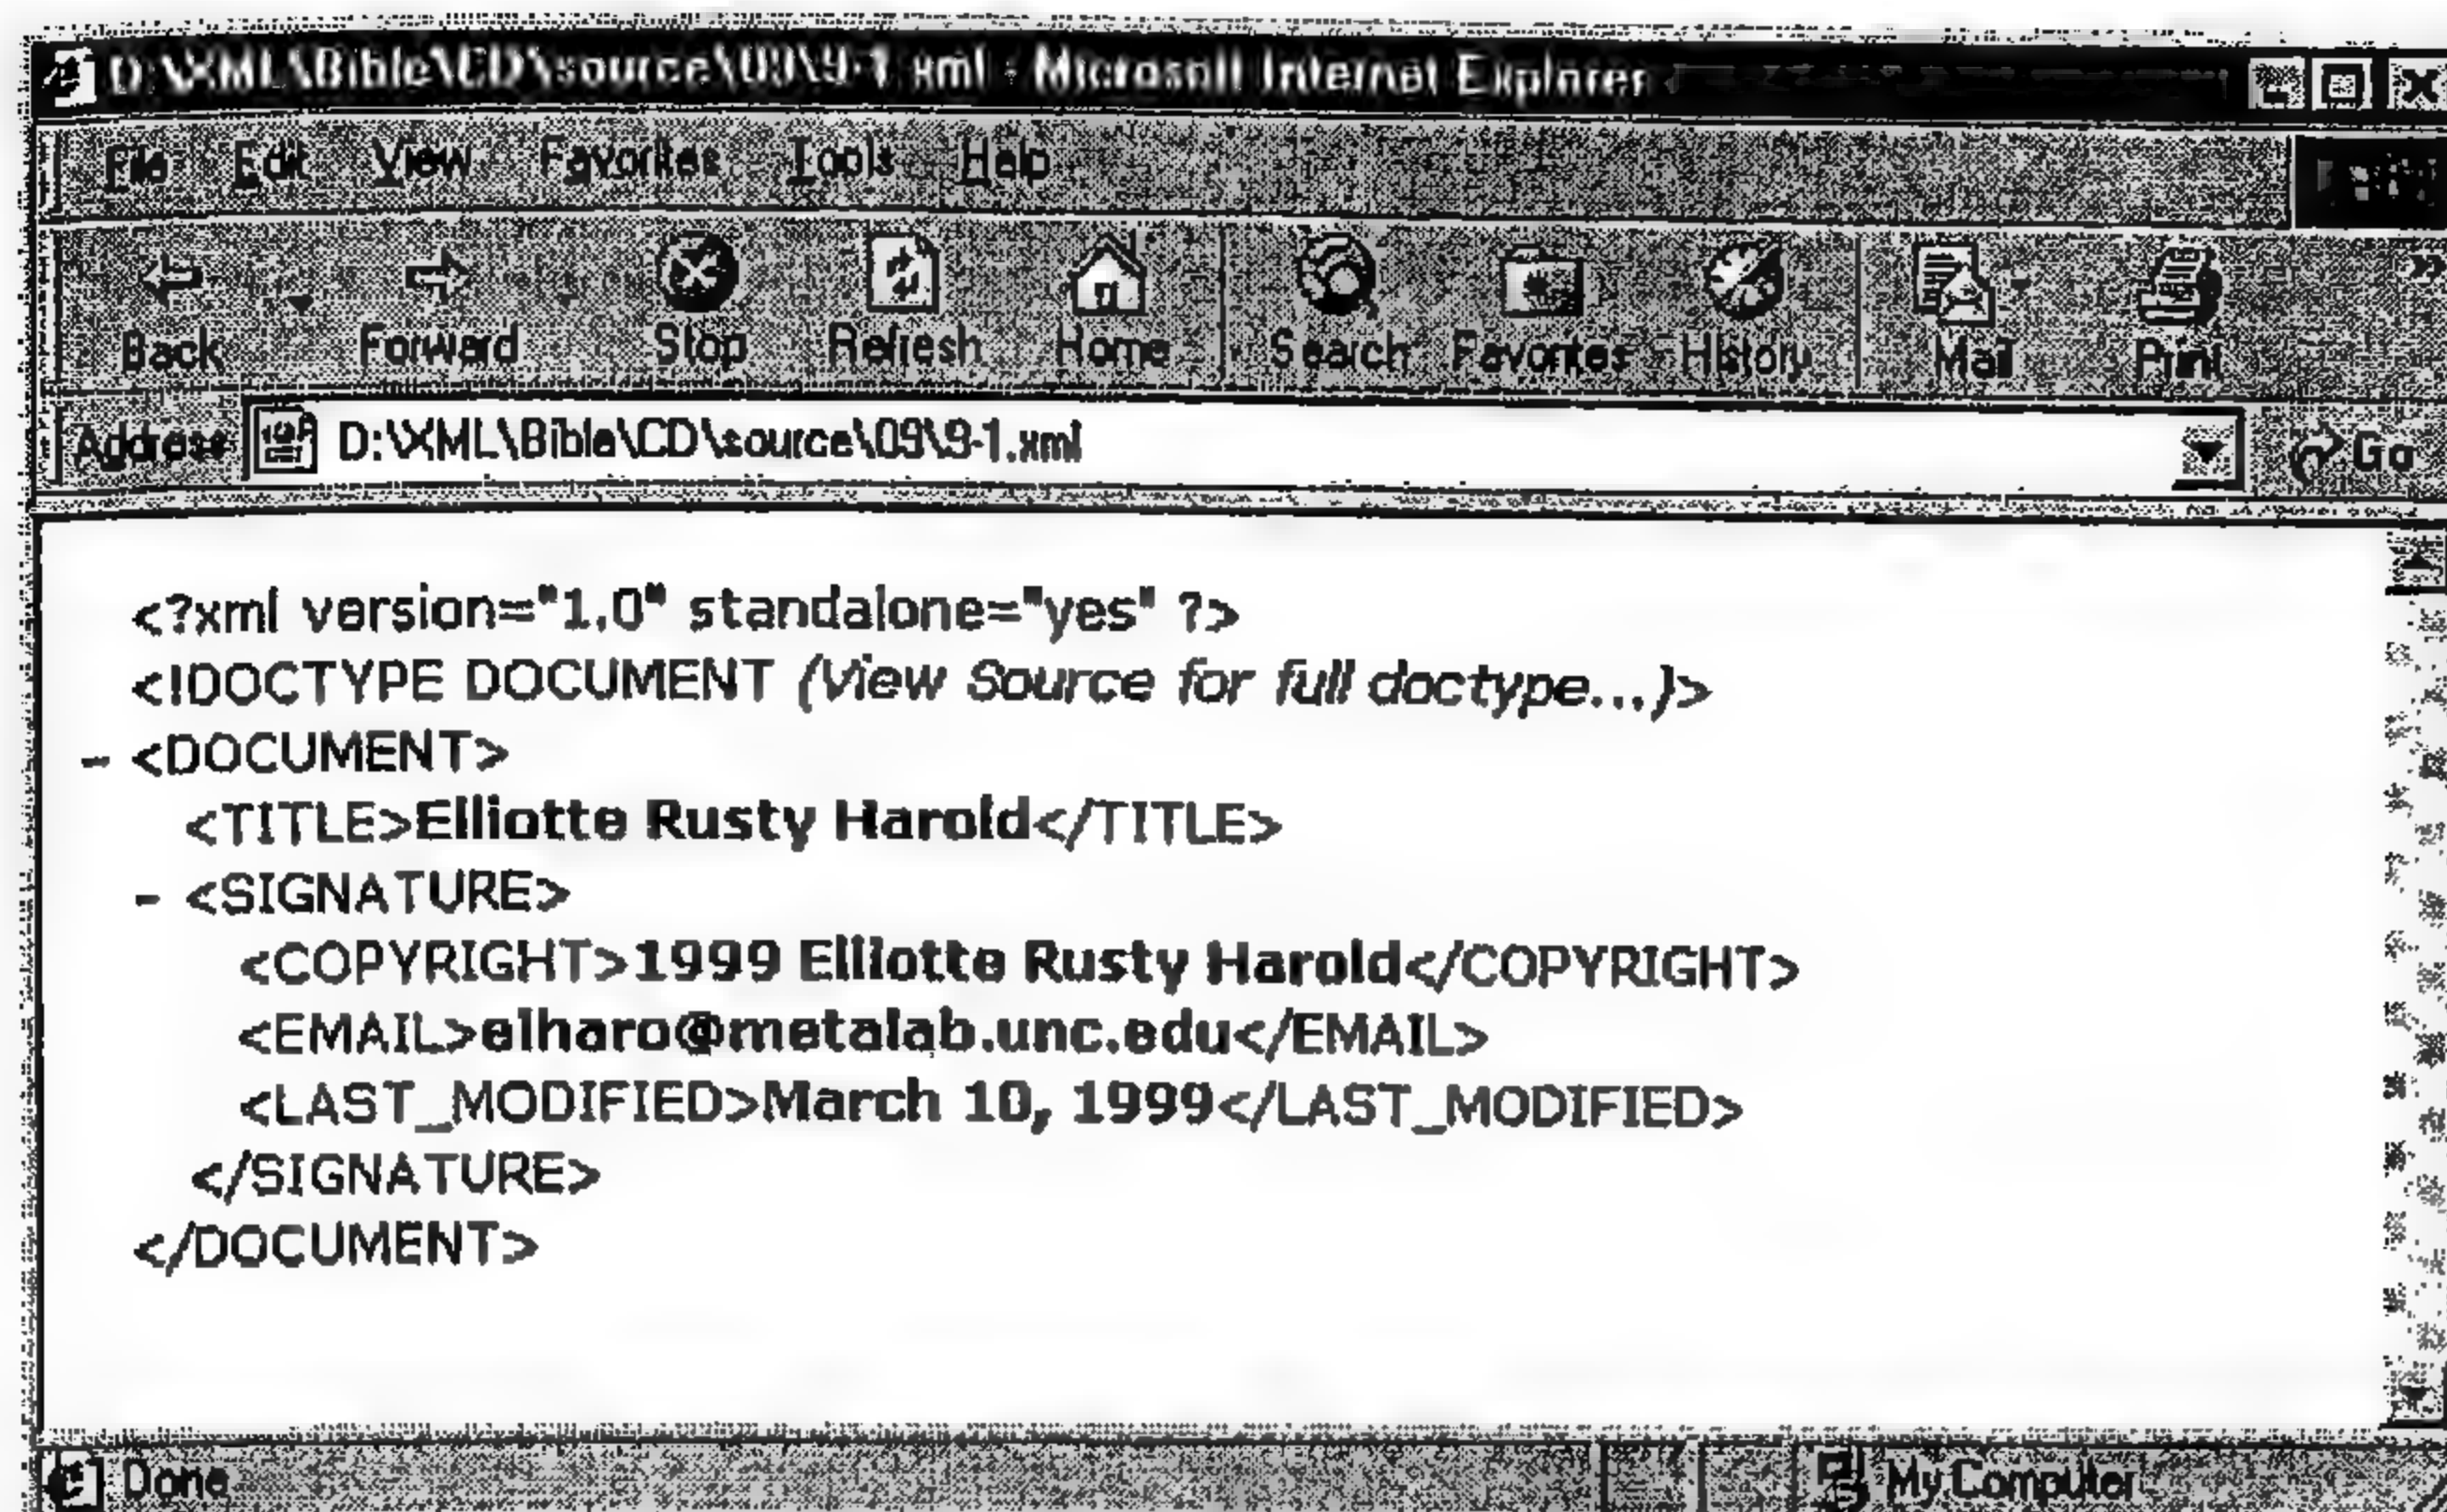 D:\XML\Bible\CD\source\09\9-1.xml - Microsoft Internet Explorer
File Edit View Favorites Tools Help
Back Forward Stop Refresh Home Search Favorites History Mail Print »
Address D:\XML\Bible\CD\source\09\9-1.xml Go
<?xml version="1.0" standalone="yes" ?>
<!DOCTYPE DOCUMENT (View Source for full doctype...)>
- <DOCUMENT>
<TITLE>Elliotte Rusty Harold</TITLE>
- <SIGNATURE>
<COPYRIGHT>1999 Elliotte Rusty Harold</COPYRIGHT>
<EMAIL>elharo@metalab.unc.edu</EMAIL>
<LAST_MODIFIED>March 10, 1999</LAST_MODIFIED>
</SIGNATURE>
</DOCUMENT>
Done My Computer